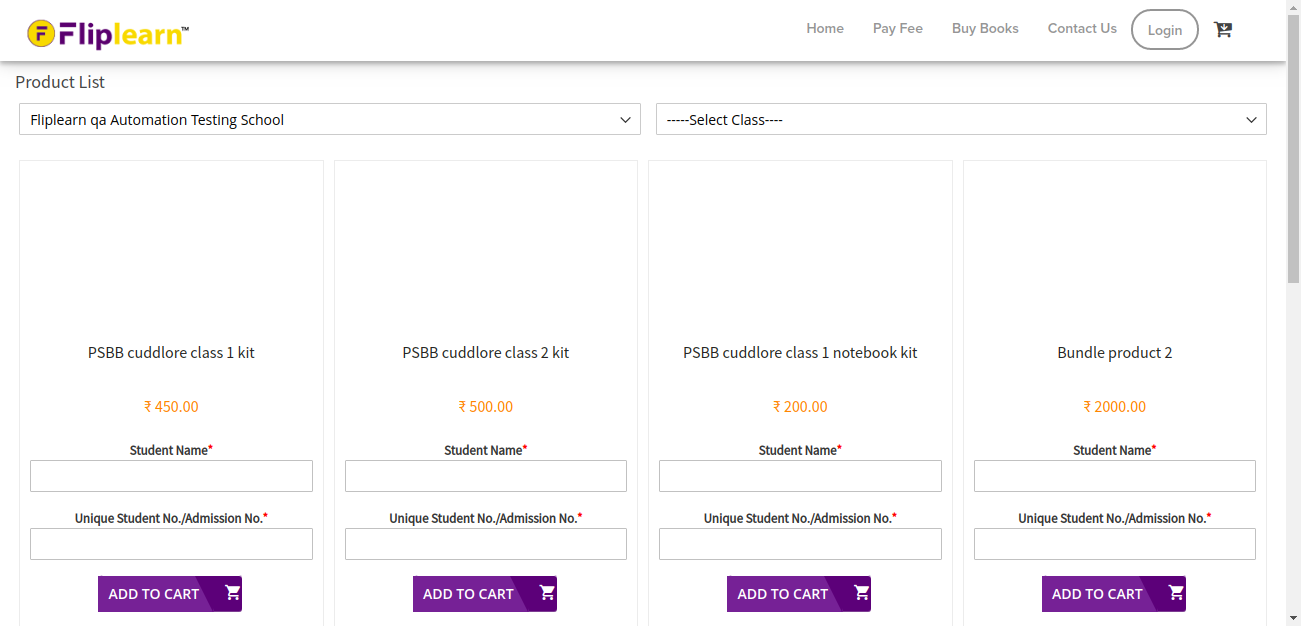 Fliplearn™ Home Pay Fee Buy Books Contact Us Login
Product List
Fliplearn qa Automation Testing School -----Select Class----
PSBB cuddlore class 1 kit PSBB cuddlore class 2 kit PSBB cuddlore class 1 notebook kit Bundle product 2
₹ 450.00 ₹ 500.00 ₹ 200.00 ₹ 2000.00
Student Name* Student Name* Student Name* Student Name*
Unique Student No./Admission No.* Unique Student No./Admission No.* Unique Student No./Admission No.* Unique Student No./Admission No.*
ADD TO CART ADD TO CART ADD TO CART ADD TO CART